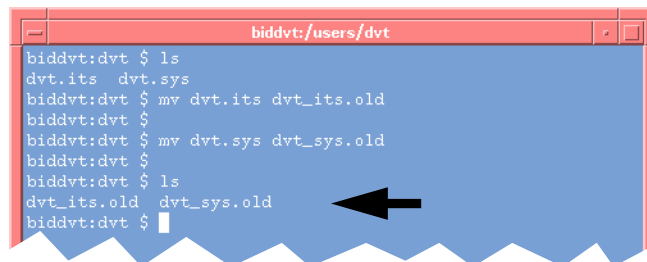 biddvt:/users/dvt
biddvt:dvt $ ls
dvt.its  dvt.sys
biddvt:dvt $ mv dvt.its dvt_its.old
biddvt:dvt $
biddvt:dvt $ mv dvt.sys dvt_sys.old
biddvt:dvt $
biddvt:dvt $ ls
dvt_its.old  dvt_sys.old
biddvt:dvt $